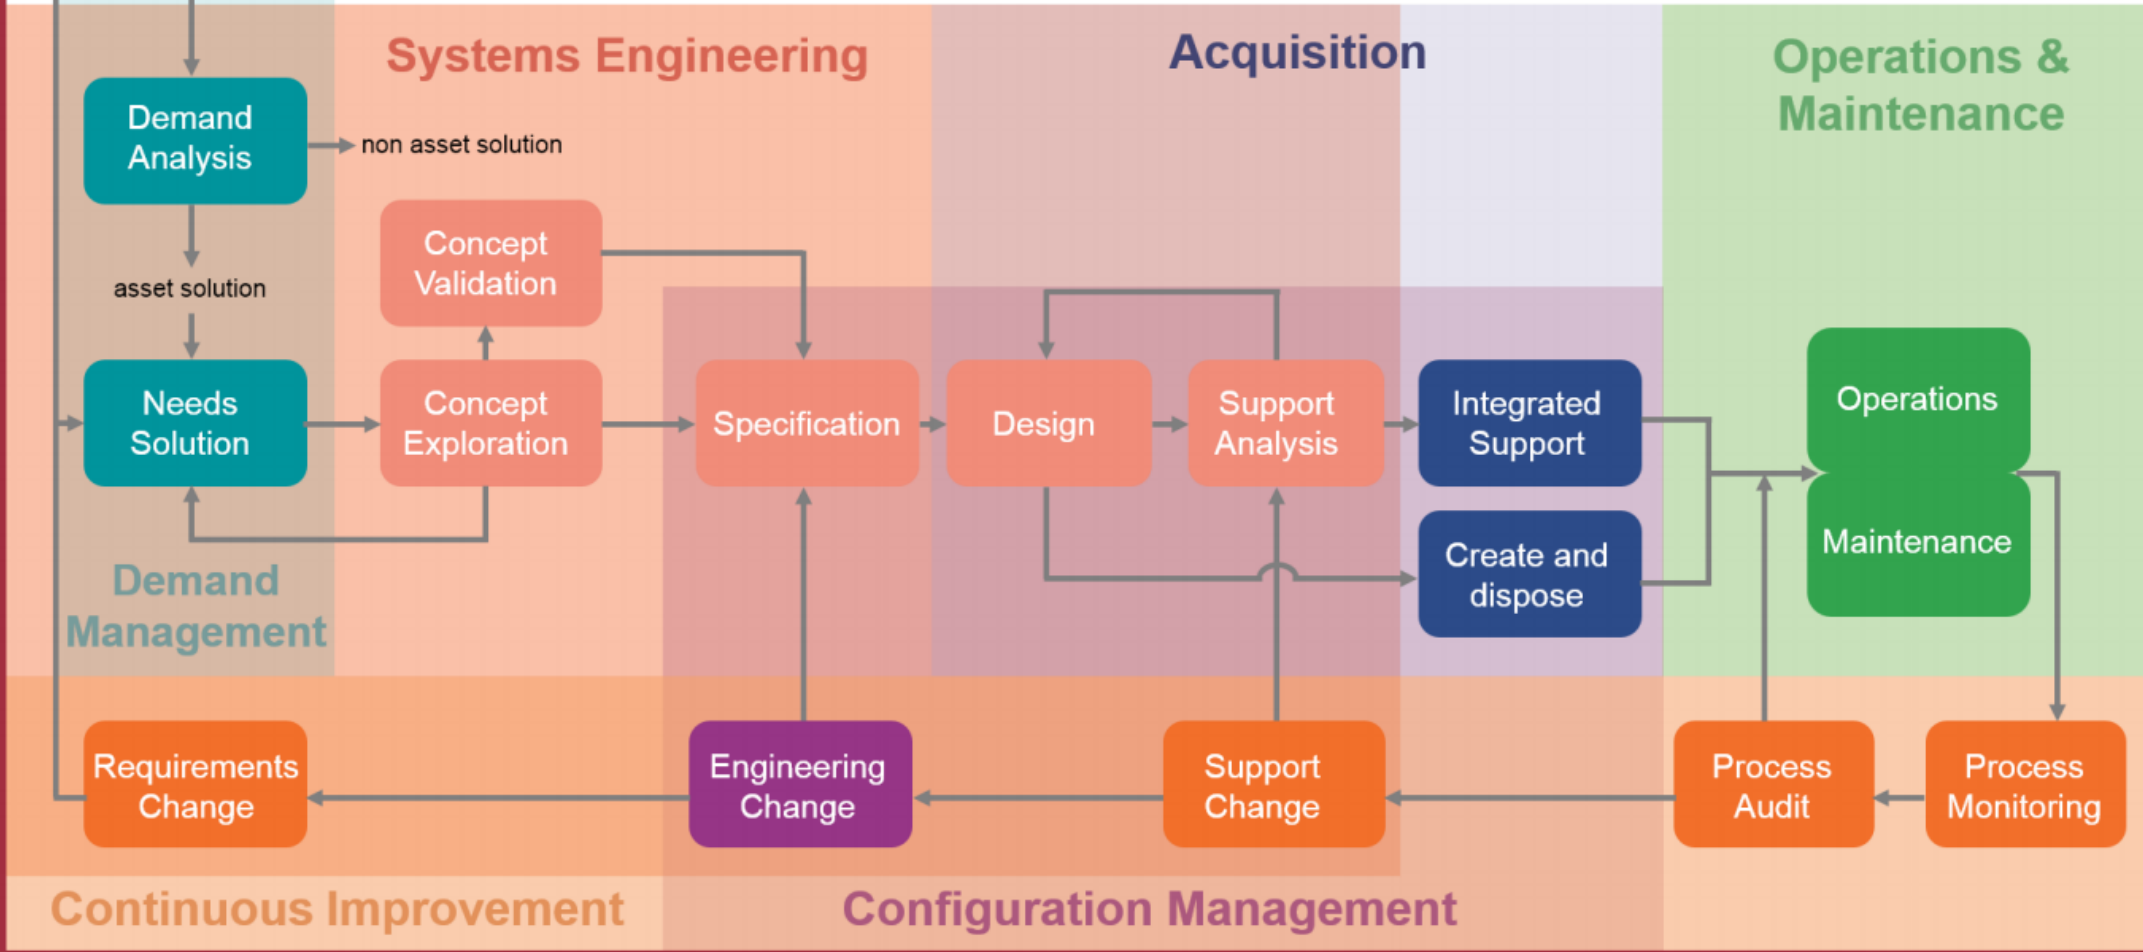 Systems Engineering
Acquisition
Operations &
Maintenance
Demand
Analysis
non asset solution
asset solution
Concept
Validation
Needs
Solution
Concept
Exploration
Specification
Design
Support
Analysis
Integrated
Support
Operations
Maintenance
Create and
dispose
Demand
Management
Requirements
Change
Engineering
Change
Support
Change
Process
Audit
Process
Monitoring
Continuous Improvement
Configuration Management